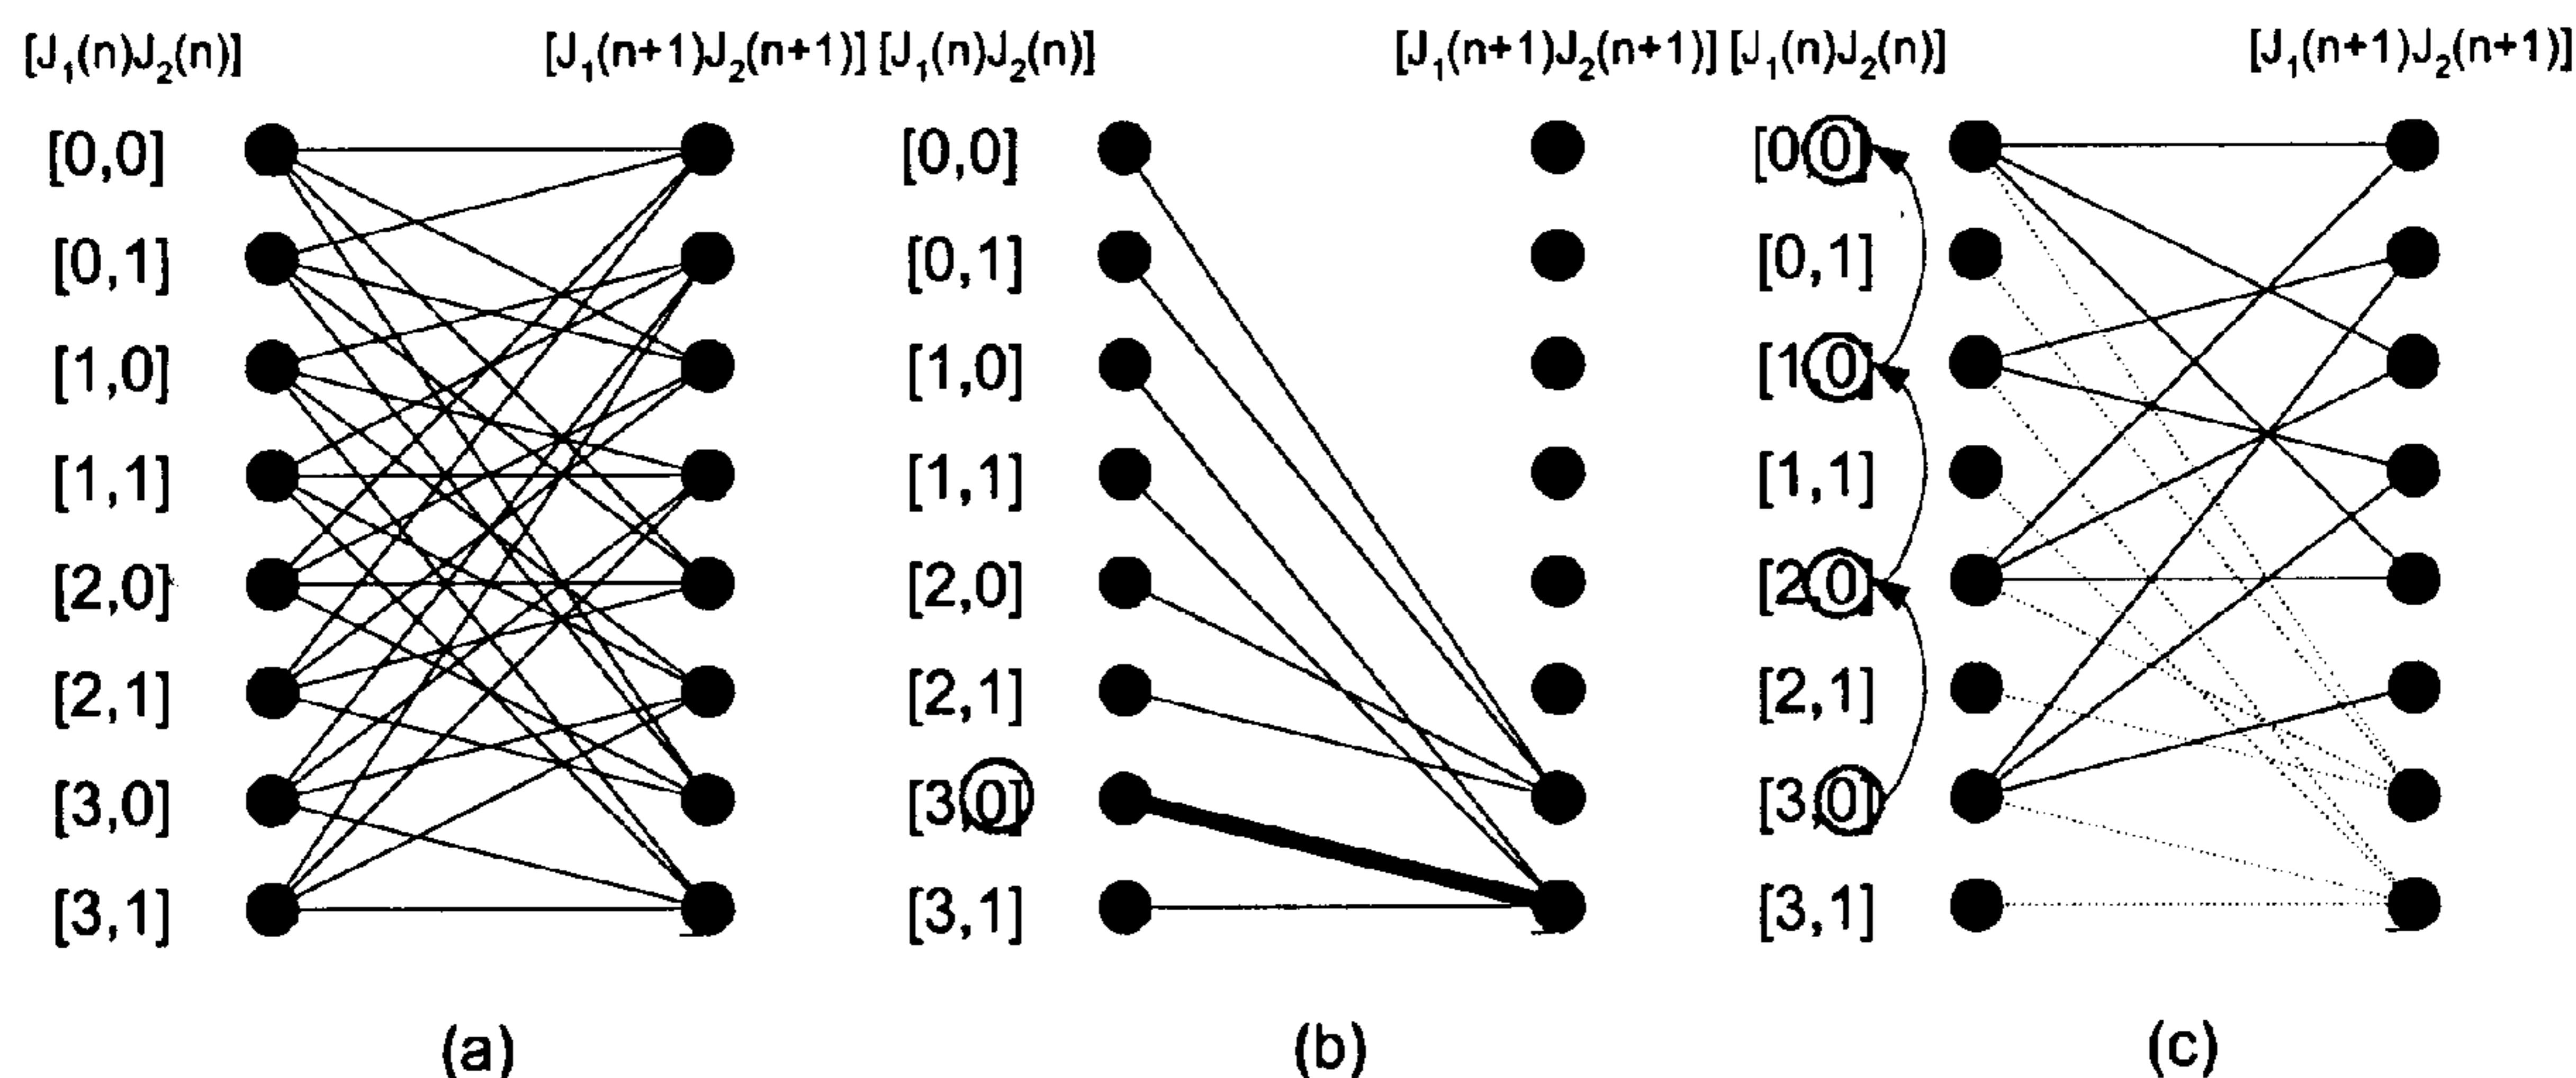 [J₁(n)J₂(n)] [J₁(n+1)J₂(n+1)] [J₁(n)J₂(n)] [J₁(n+1)J₂(n+1)] [J₁(n)J₂(n)] [J₁(n+1)J₂(n+1)]
[0,0] [0,0] [0,0]
[0,1] [0,1] [0,1]
[1,0] [1,0] [1,0]
[1,1] [1,1] [1,1]
[2,0] [2,0] [2,0]
[2,1] [2,1] [2,1]
[3,0] [3,0] [3,0]
[3,1] [3,1] [3,1]
(a) (b) (c)